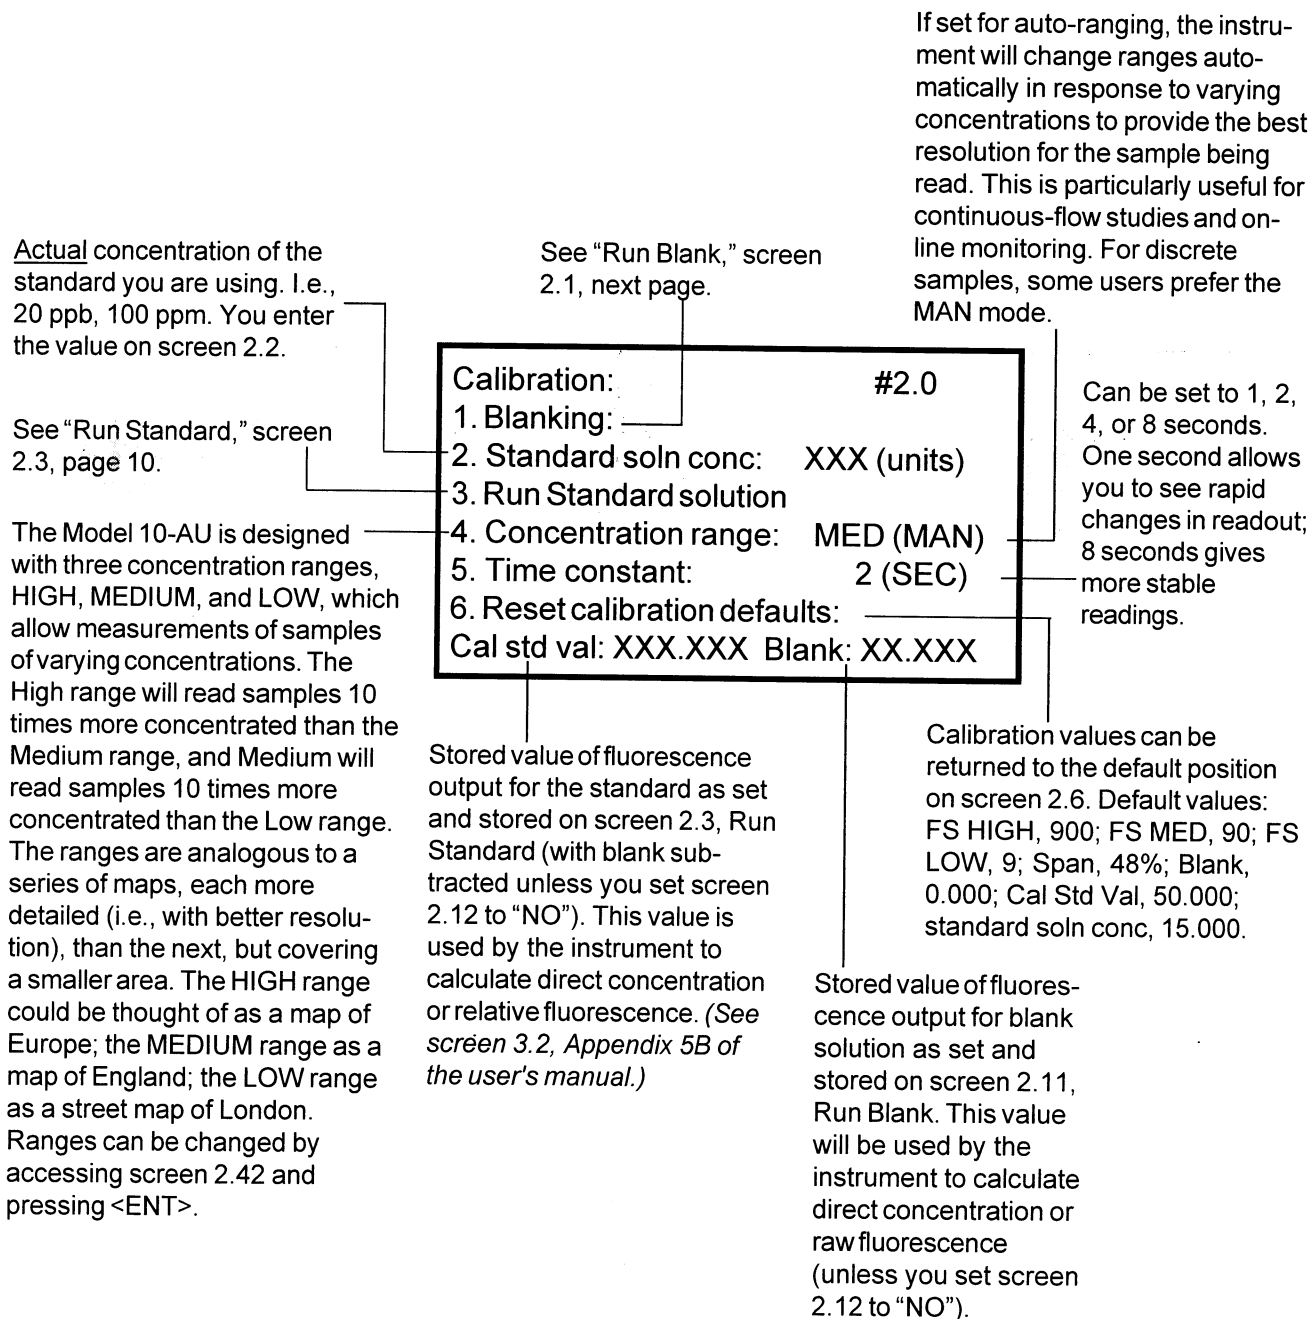 If set for auto-ranging, the instru-
ment will change ranges auto-
matically in response to varying
concentrations to provide the best
resolution for the sample being
read. This is particularly useful for
continuous-flow studies and on-
line monitoring. For discrete
samples, some users prefer the
MAN mode.
Actual concentration of the
standard you are using. I.e.,
20 ppb, 100 ppm. You enter
the value on screen 2.2.
See "Run Blank," screen
2.1, next page.
See "Run Standard," screen
2.3, page 10.
The Model 10-AU is designed
with three concentration ranges,
HIGH, MEDIUM, and LOW, which
allow measurements of samples
of varying concentrations. The
High range will read samples 10
times more concentrated than the
Medium range, and Medium will
read samples 10 times more
concentrated than the Low range.
The ranges are analogous to a
series of maps, each more
detailed (i.e., with better resolu-
tion), than the next, but covering
a smaller area. The HIGH range
could be thought of as a map of
Europe; the MEDIUM range as a
map of England; the LOW range
as a street map of London.
Ranges can be changed by
accessing screen 2.42 and
pressing <ENT>.
Calibration: #2.0
1. Blanking:
2. Standard soln conc: XXX (units)
3. Run Standard solution
4. Concentration range: MED (MAN)
5. Time constant: 2 (SEC)
6. Reset calibration defaults:
Cal std val: XXX.XXX Blank: XX.XXX
Can be set to 1, 2,
4, or 8 seconds.
One second allows
you to see rapid
changes in readout;
8 seconds gives
more stable
readings.
Stored value of fluorescence
output for the standard as set
and stored on screen 2.3, Run
Standard (with blank sub-
tracted unless you set screen
2.12 to "NO"). This value is
used by the instrument to
calculate direct concentration
or relative fluorescence. (See
screen 3.2, Appendix 5B of
the user's manual.)
Calibration values can be
returned to the default position
on screen 2.6. Default values:
FS HIGH, 900; FS MED, 90; FS
LOW, 9; Span, 48%; Blank,
0.000; Cal Std Val, 50.000;
standard soln conc, 15.000.
Stored value of fluores-
cence output for blank
solution as set and
stored on screen 2.11,
Run Blank. This value
will be used by the
instrument to calculate
direct concentration or
raw fluorescence
(unless you set screen
2.12 to "NO").